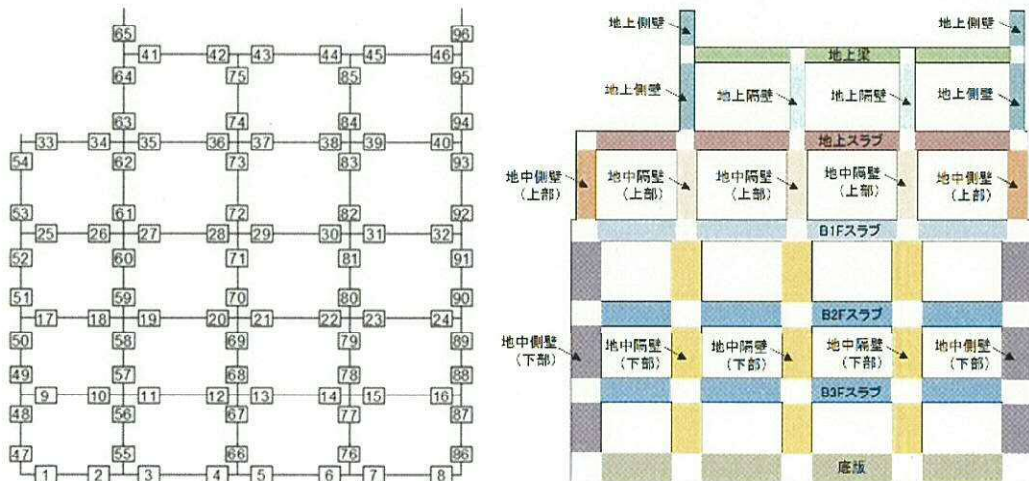 65 96
41 42 43 44 45 46
64 75 85 95
63 74 84 94
33 34 35 36 37 38 39 40
54 62 73 83 93
53 61 72 82 92
25 26 27 28 29 30 31 32
52 60 71 81 91
51 59 70 80 90
17 18 19 20 21 22 23 24
50 58 69 79 89
49 57 68 78 88
9 10 11 12 13 14 15 16
48 56 67 77 87
47 55 66 76 86
1 2 3 4 5 6 7 8
地上側壁 地上側壁
地上梁
地上側壁 地上隔壁 地上隔壁 地上側壁
地上スラブ
地中側壁 地中隔壁 地中隔壁 地中隔壁 地中側壁
(上部) (上部) (上部) (上部) (上部)
B1Fスラブ
B2Fスラブ
地中側壁 地中隔壁 地中隔壁 地中隔壁 地中側壁
(下部) (下部) (下部) (下部) (下部)
B3Fスラブ
底版